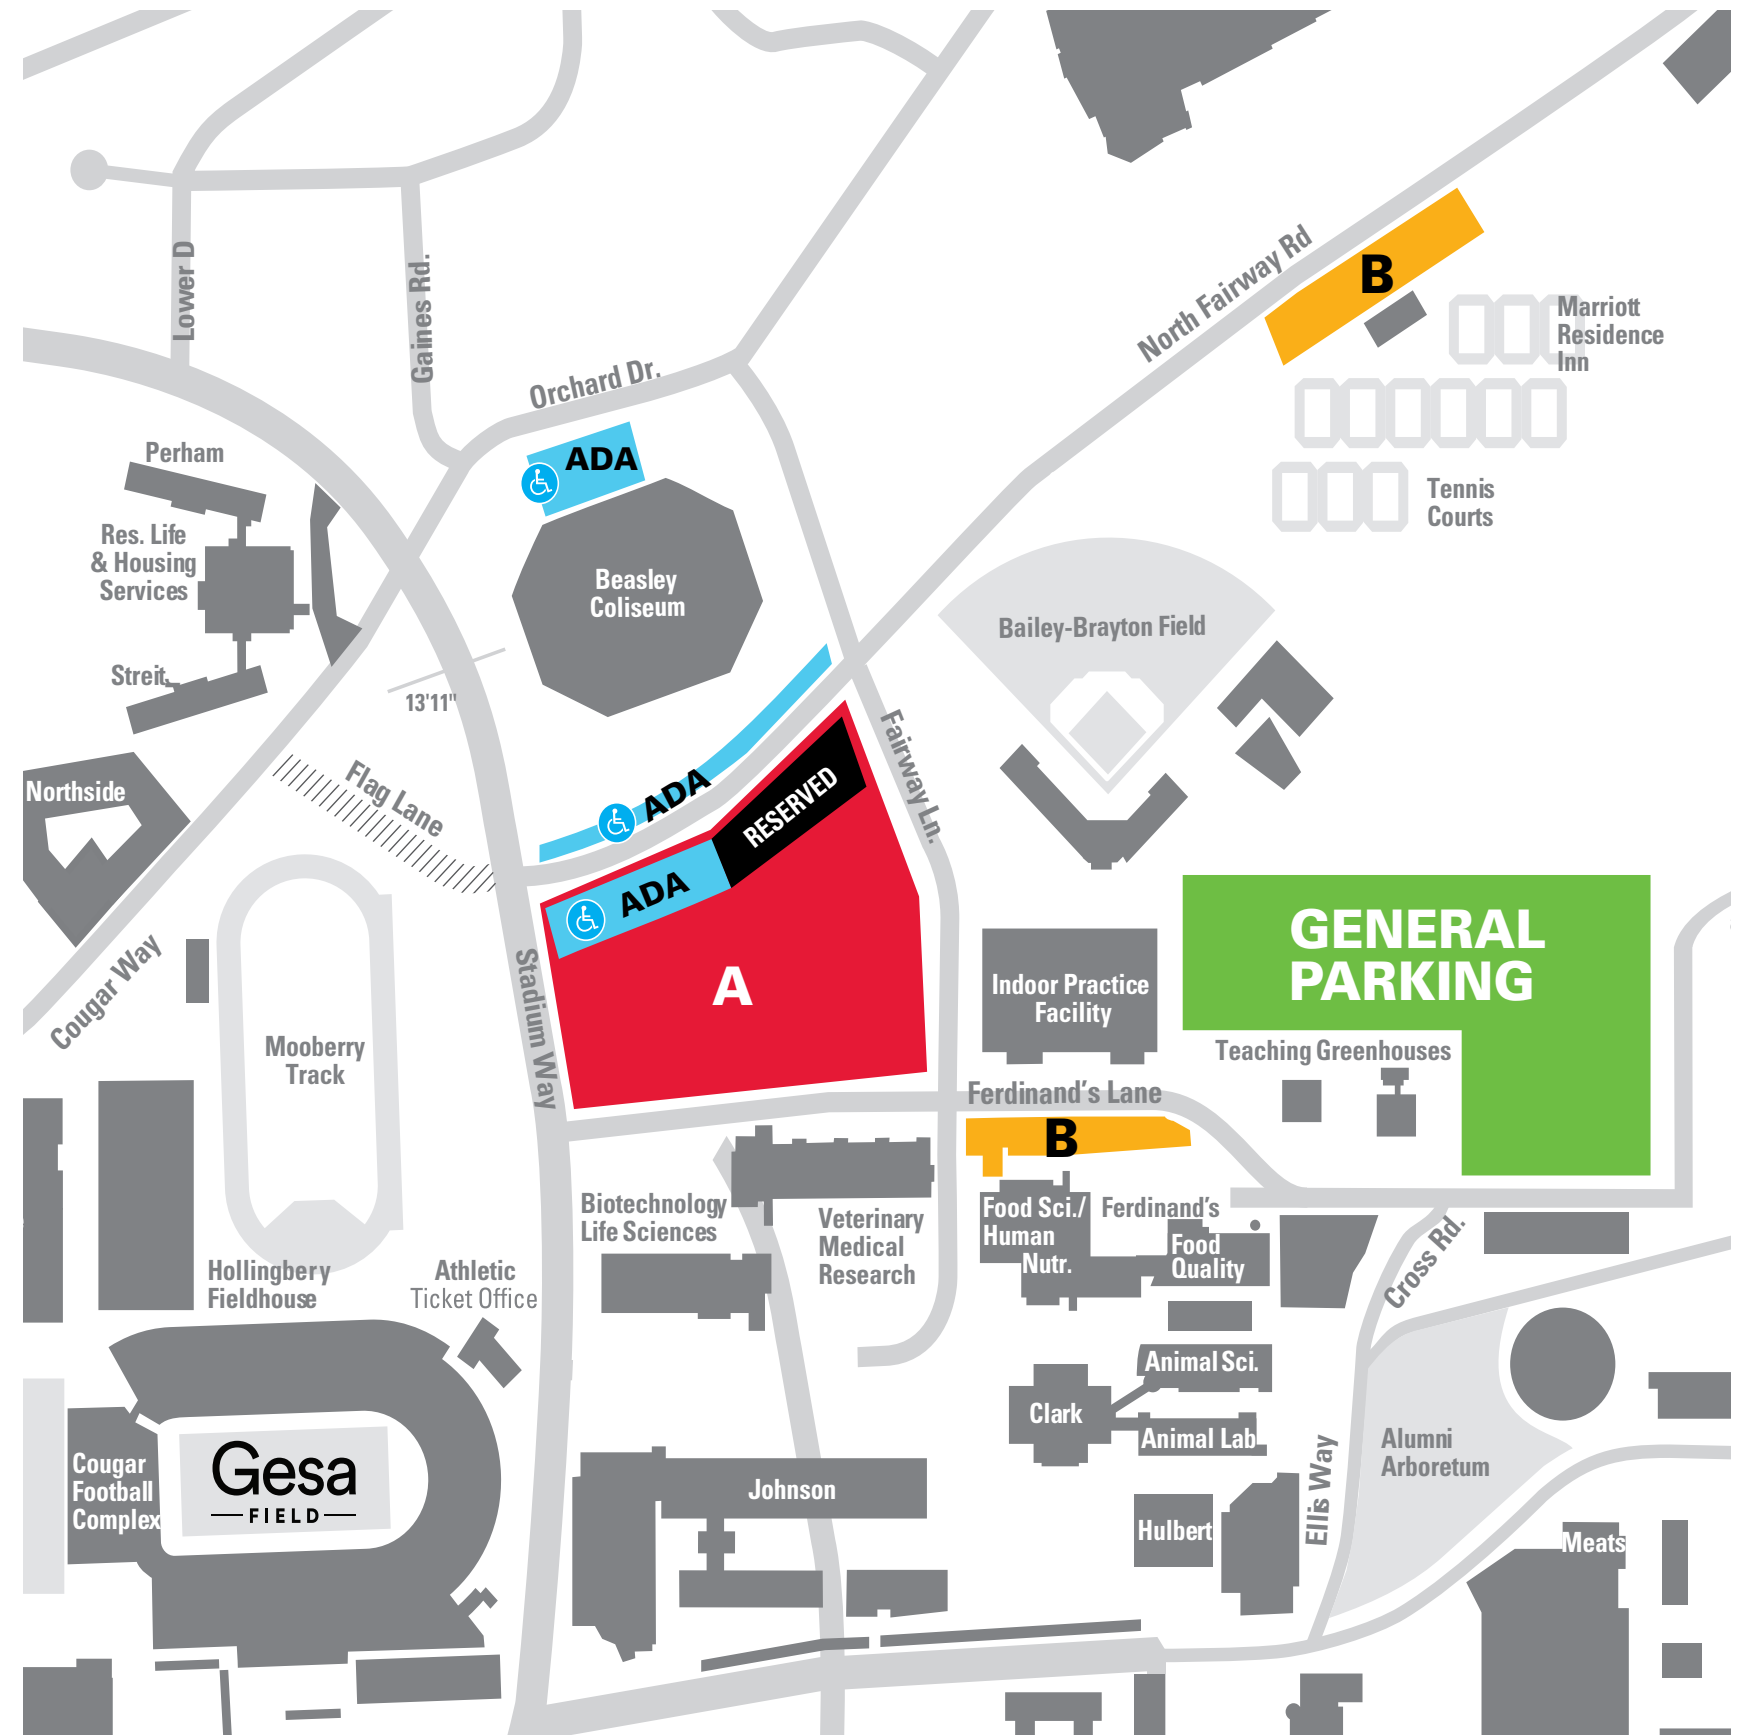 Lower D
Gaines Rd.
Orchard Dr.
North Fairway Rd
B
Marriott
Residence
Inn
Tennis
Courts
Perham
Res. Life
& Housing
Services
Streit
ADA
Beasley
Coliseum
13'11"
Bailey-Brayton Field
Northside
Flag Lane
ADA
RESERVED
Fairway Ln.
ADA
A
Cougar Way
Stadium Way
GENERAL
PARKING
Indoor Practice
Facility
Teaching Greenhouses
Mooberry
Track
Ferdinand's Lane
B
Biotechnology
Life Sciences
Veterinary
Medical
Research
Food Sci./
Human
Nutr.
Ferdinand's
Food
Quality
Cross Rd.
Hollingbery
Fieldhouse
Athletic
Ticket Office
Animal Sci.
Clark
Animal Lab
Alumni
Arboretum
Ellis Way
Cougar
Football
Complex
Gesa
FIELD
Johnson
Hulbert
Meats